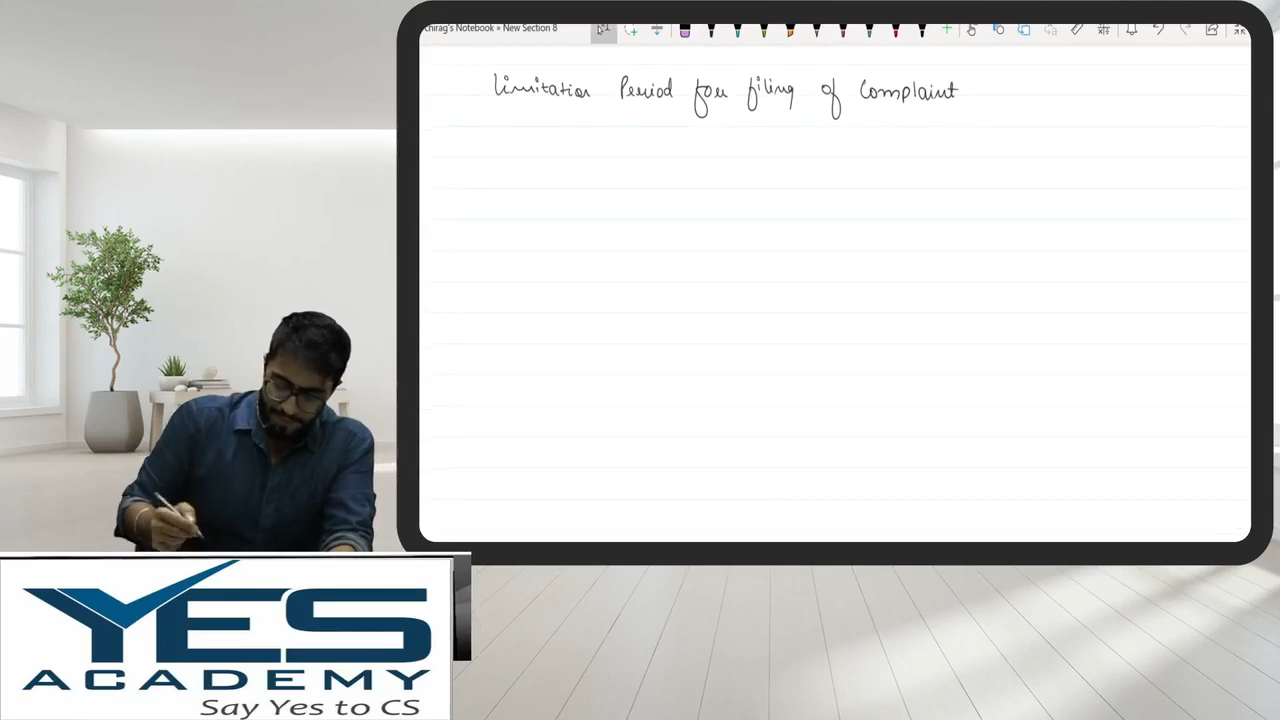 chirag's Notebook » New Section 8
Limitation Period for filing of Complaint
YES
ACADEMY
Say Yes to CS